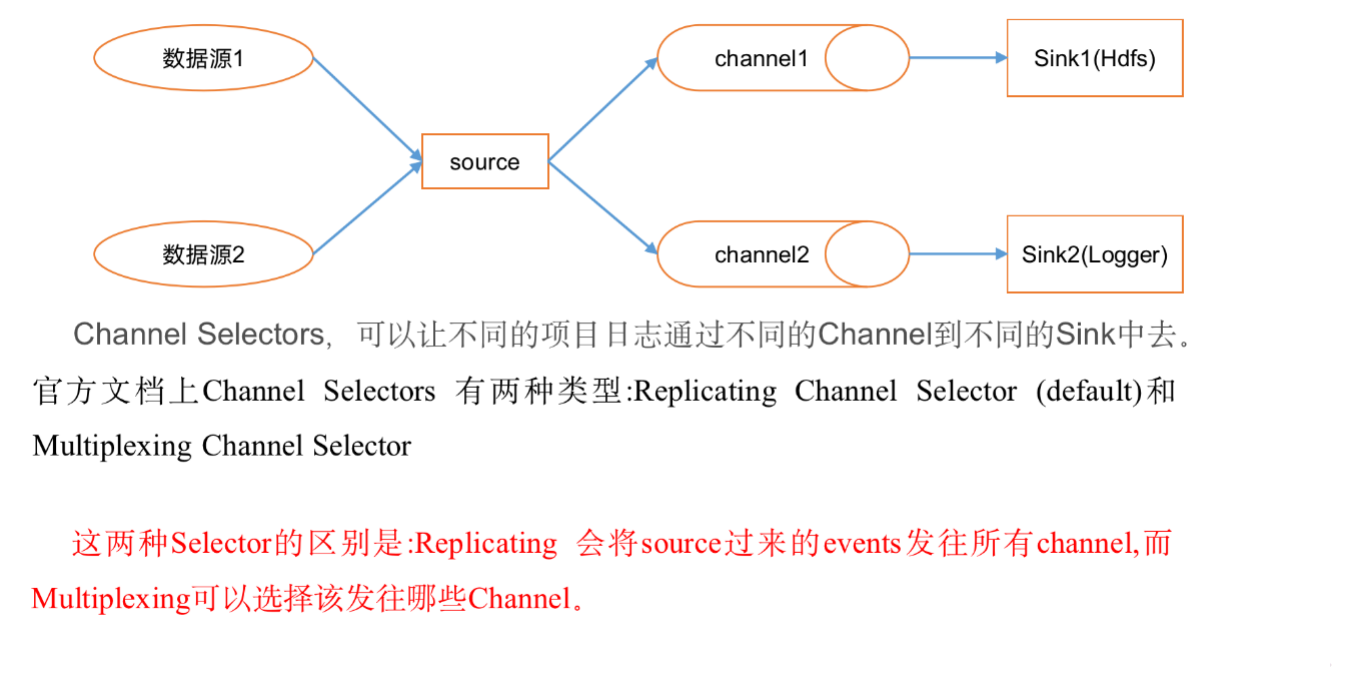 数据源1
channel1
Sink1(Hdfs)
source
数据源2
channel2
Sink2(Logger)
Channel Selectors, 可以让不同的项目日志通过不同的Channel到不同的Sink中去。
官方文档上Channel Selectors 有两种类型:Replicating Channel Selector (default)和
Multiplexing Channel Selector
这两种Selector的区别是:Replicating 会将source过来的events发往所有channel,而
Multiplexing可以选择该发往哪些Channel。